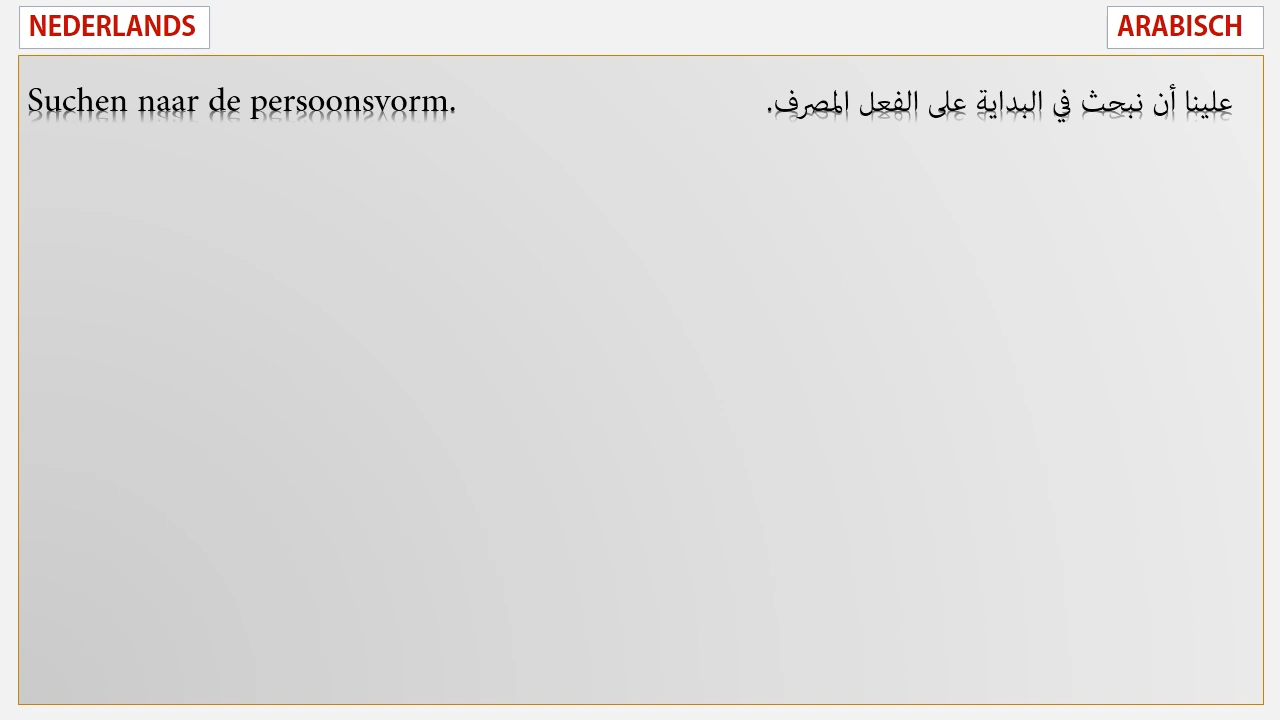 NEDERLANDS
ARABISCH
Suchen naar de persoonsvorm.
علينا أن نبحث في البداية على الفعل المصرف.